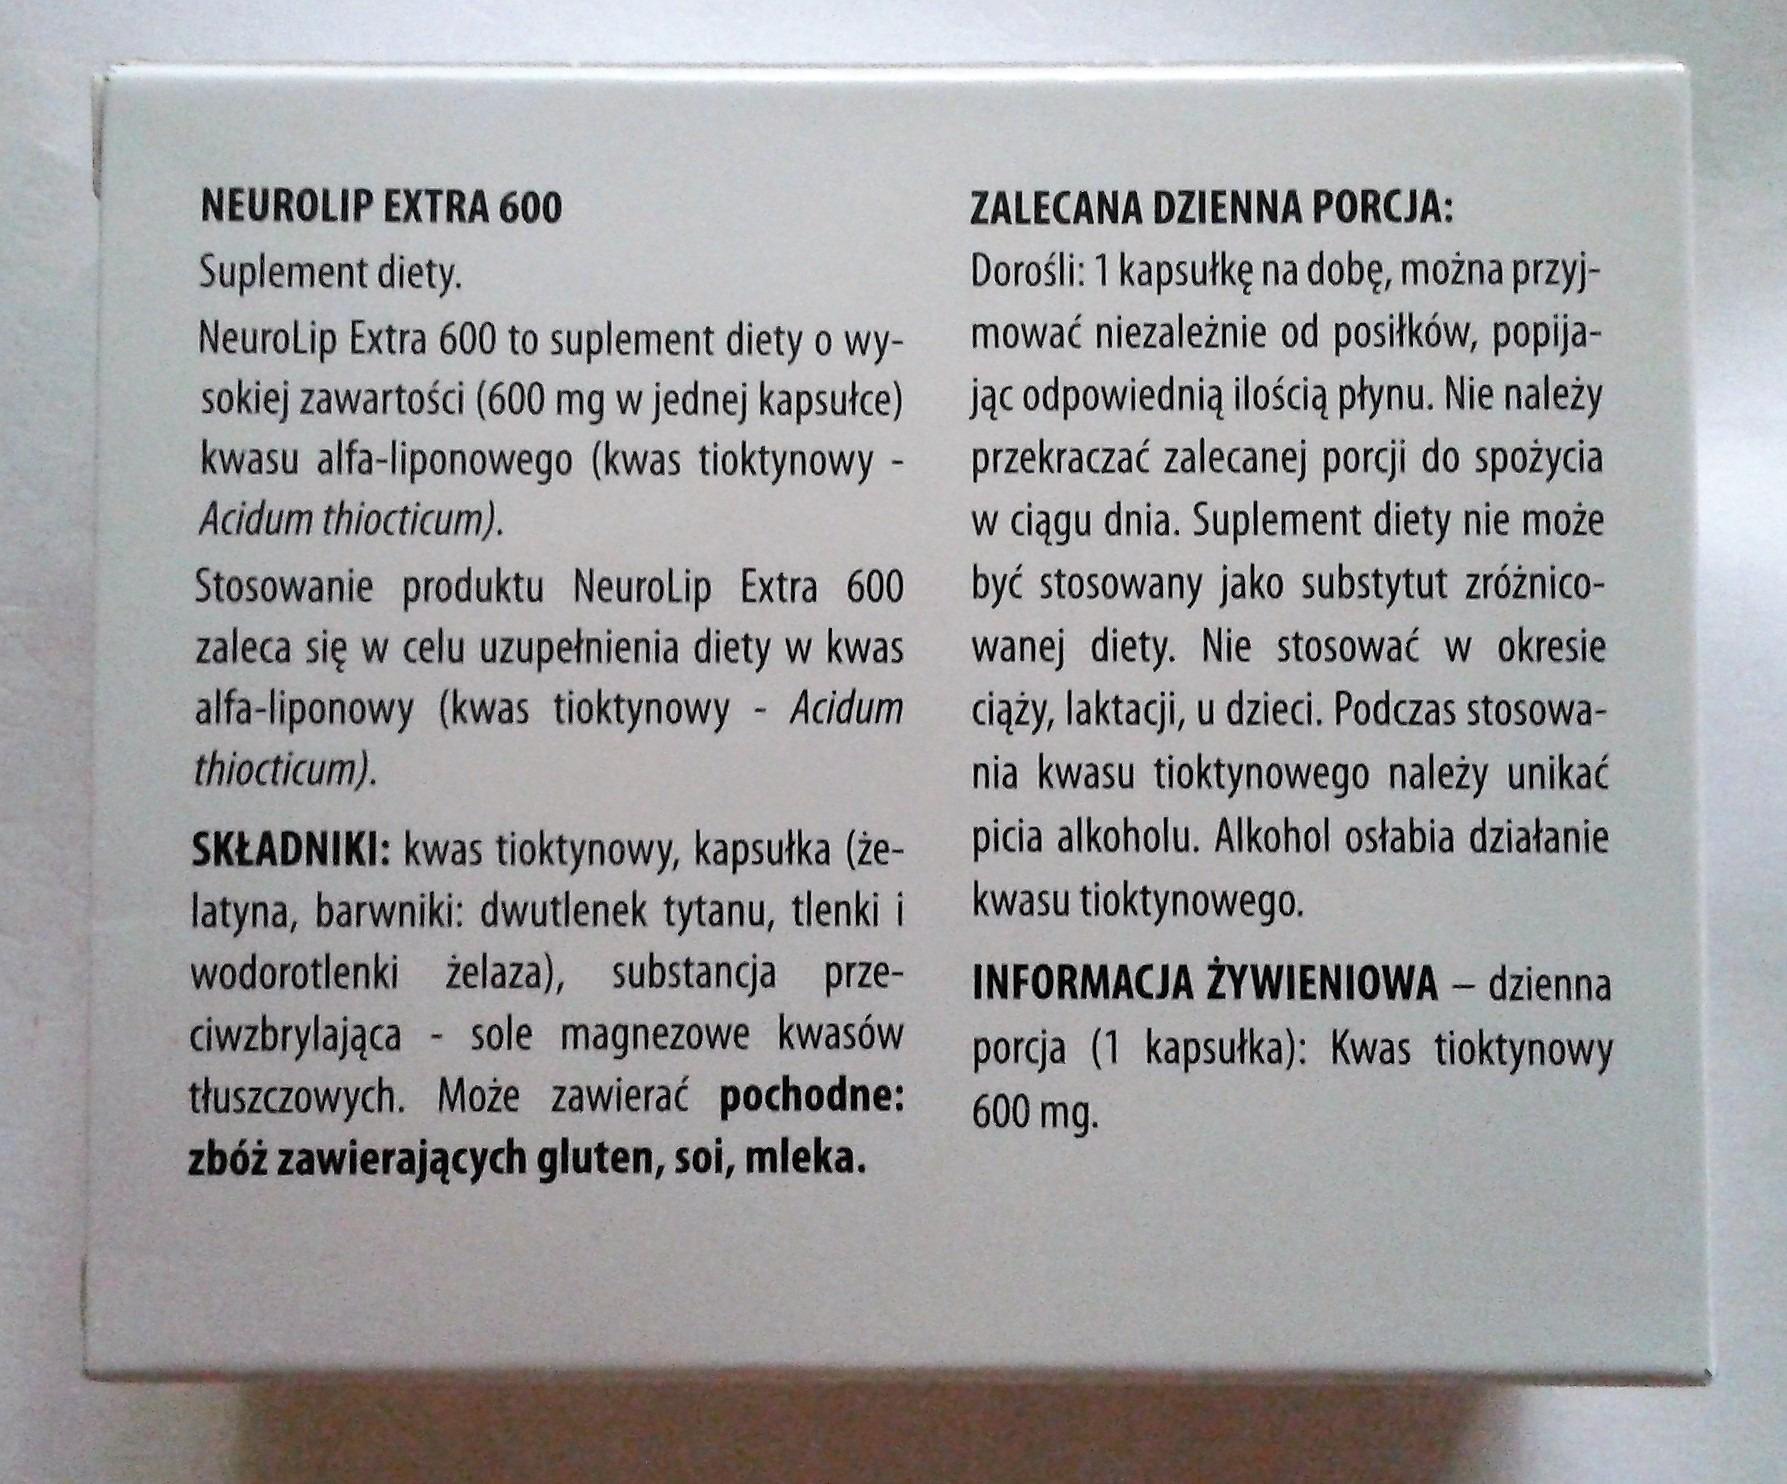 NEUROLIP EXTRA 600
Suplement diety.
NeuroLip Extra 600 to suplement diety o wy-
sokiej zawartości (600 mg w jednej kapsułce)
kwasu alfa-liponowego (kwas tioktynowy -
Acidum thiocticum).
Stosowanie produktu NeuroLip Extra 600
zaleca się w celu uzupełnienia diety w kwas
alfa-liponowy (kwas tioktynowy - Acidum
thiocticum).
SKŁADNIKI: kwas tioktynowy, kapsułka (że-
latyna, barwniki: dwutlenek tytanu, tlenki i
wodorotlenki żelaza), substancja prze-
ciwzbrylająca - sole magnezowe kwasów
tłuszczowych. Może zawierać pochodne:
zbóż zawierających gluten, soi, mleka.
ZALECANA DZIENNA PORCJA:
Dorośli: 1 kapsułkę na dobę, można przyj-
mować niezależnie od posiłków, popija-
jąc odpowiednią ilością płynu. Nie należy
przekraczać zalecanej porcji do spożycia
w ciągu dnia. Suplement diety nie może
być stosowany jako substytut zróżnico-
wanej diety. Nie stosować w okresie
ciąży, laktacji, u dzieci. Podczas stosowa-
nia kwasu tioktynowego należy unikać
picia alkoholu. Alkohol osłabia działanie
kwasu tioktynowego.
INFORMACJA ŻYWIENIOWA – dzienna
porcja (1 kapsułka): Kwas tioktynowy
600 mg.